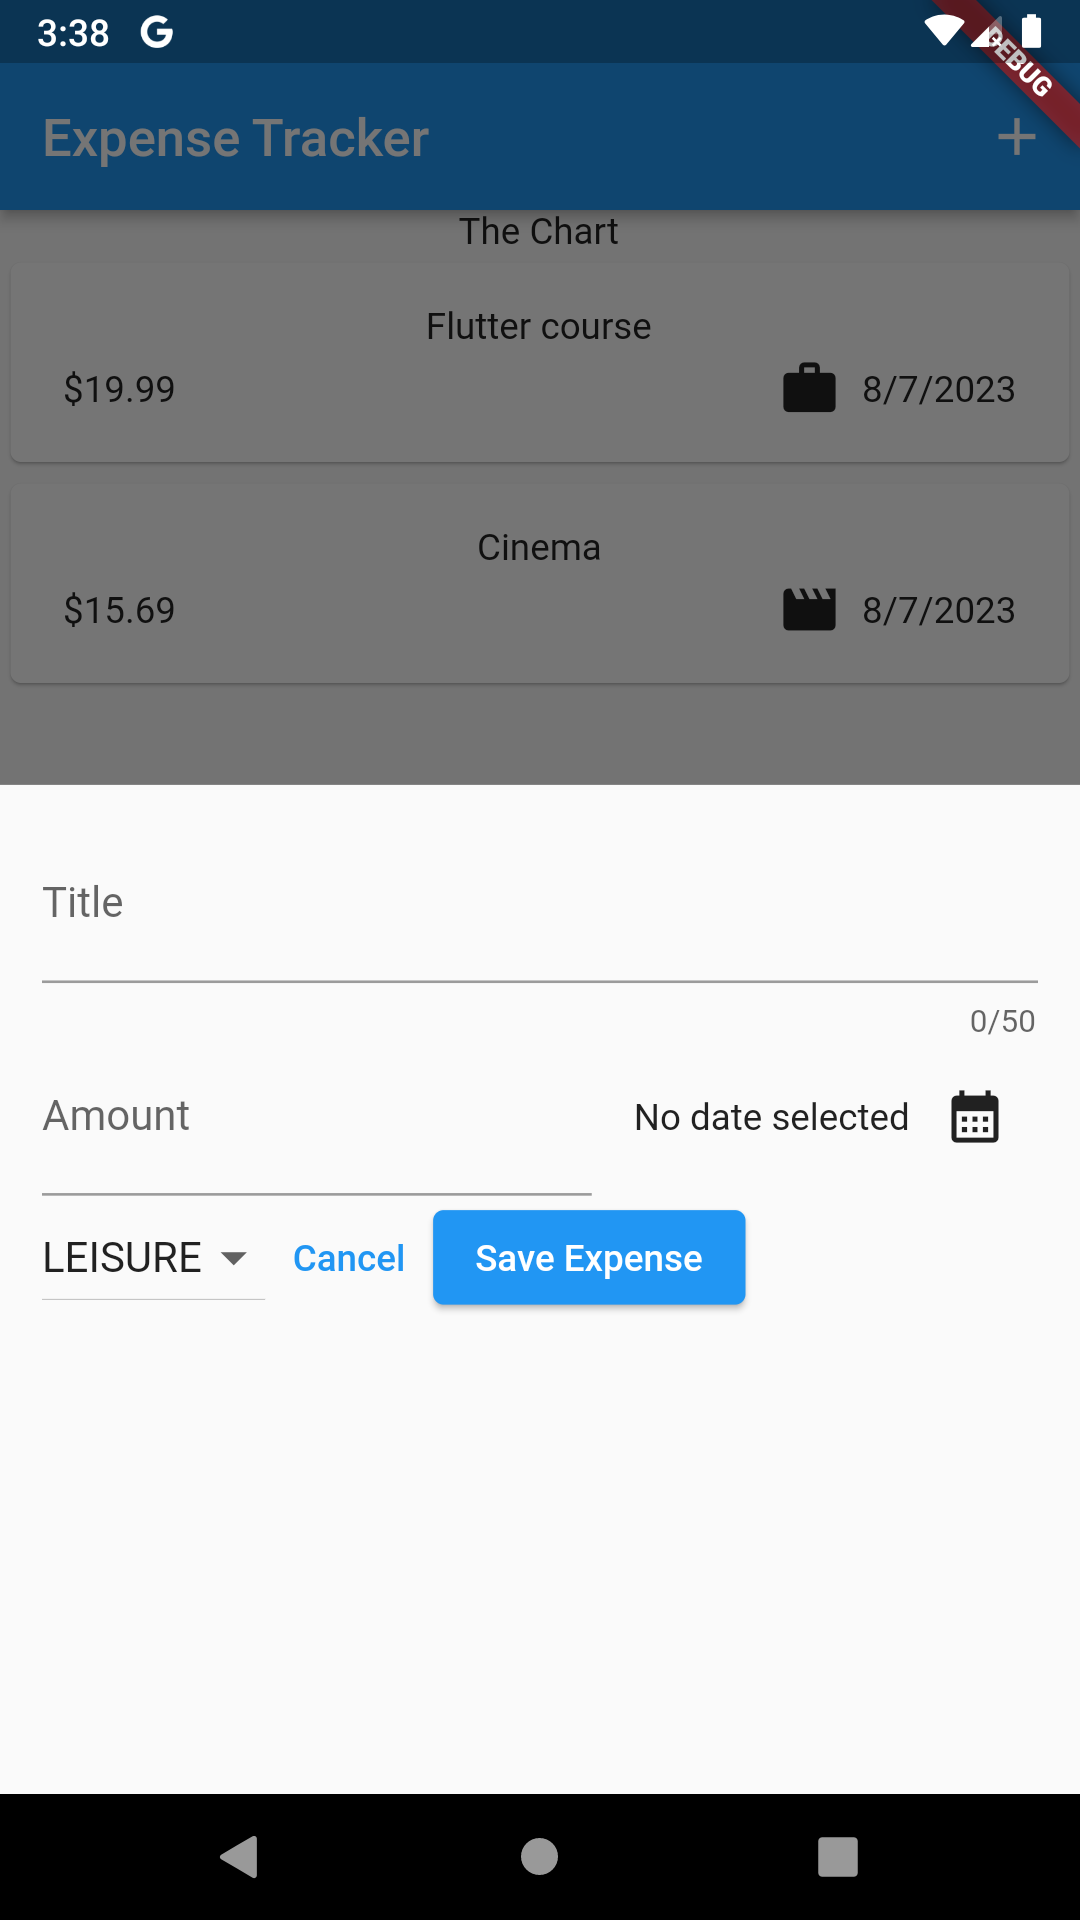 3:38 G
DEBUG
Expense Tracker +
The Chart
Flutter course
$19.99 8/7/2023
Cinema
$15.69 8/7/2023
Title
0/50
Amount No date selected
LEISURE Cancel Save Expense